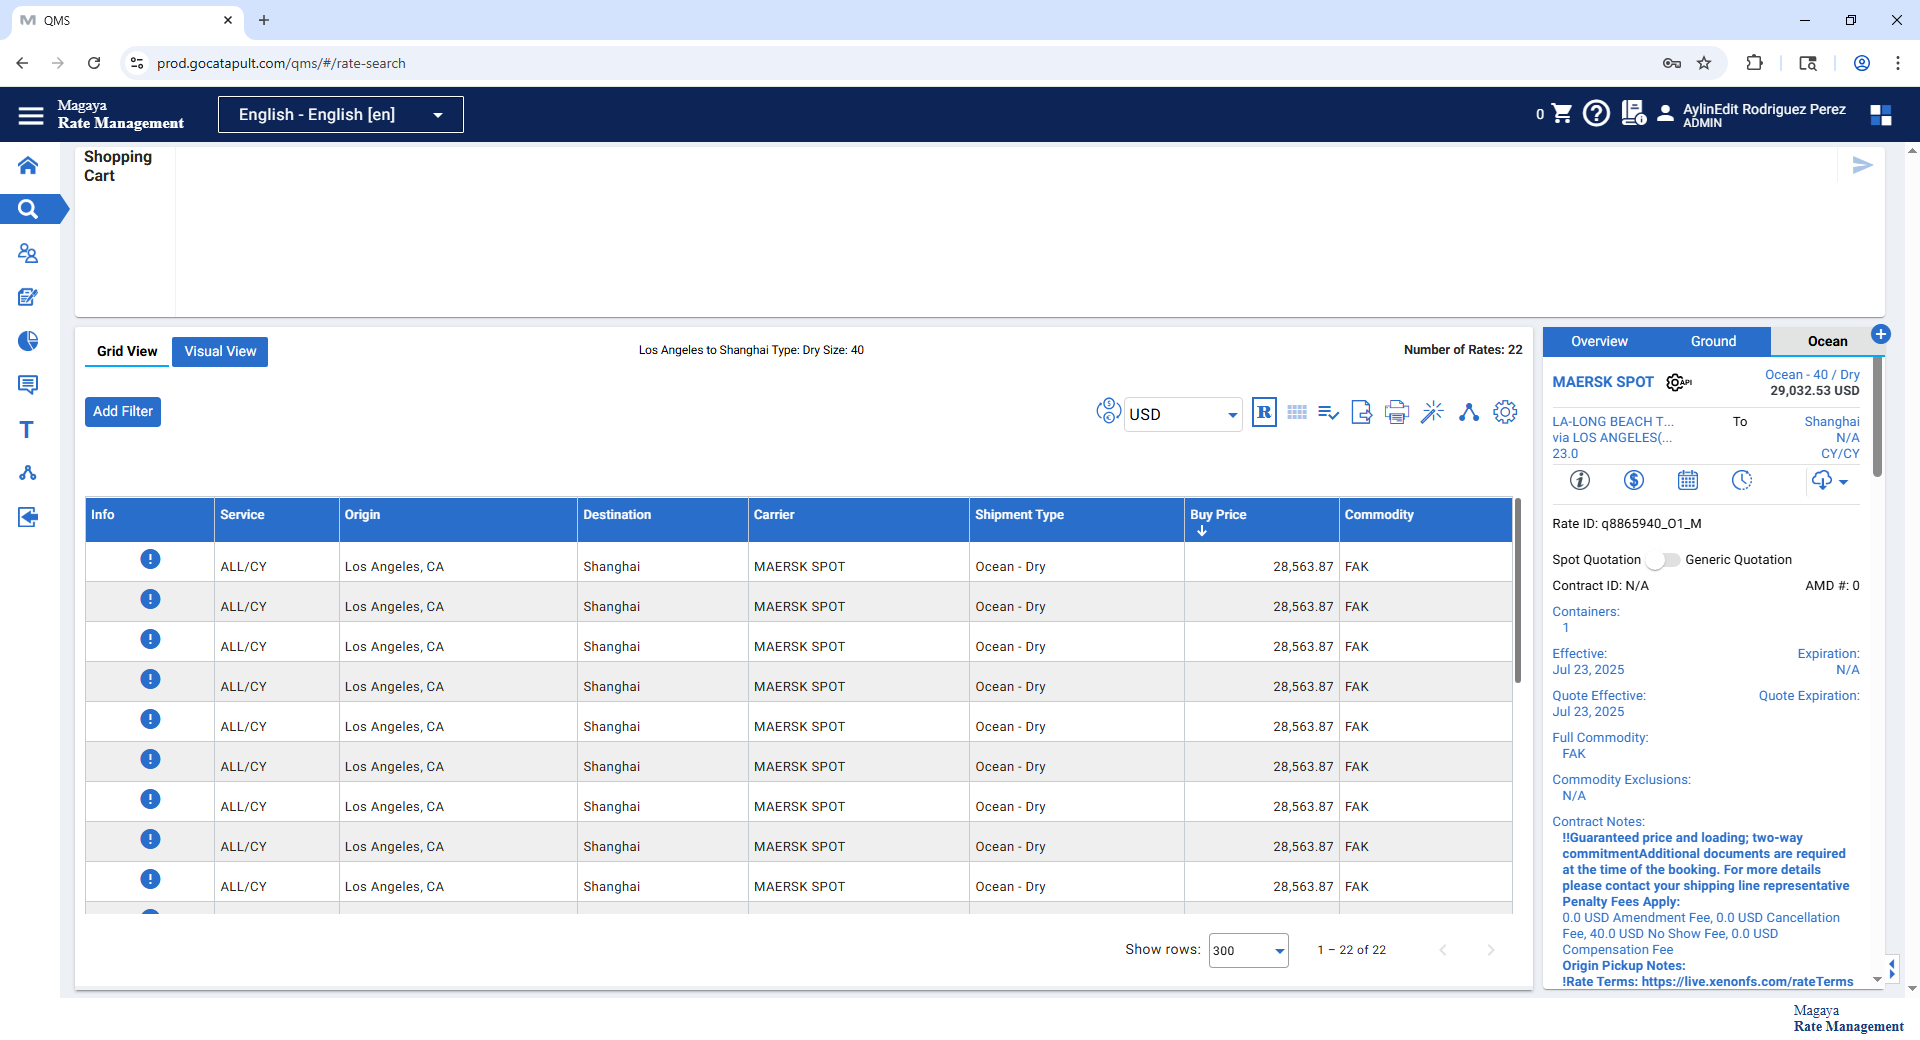 QMS
prod.gocatapult.com/qms/#/rate-search
Magaya
Rate Management
English - English [en]
0
AylinEdit Rodriguez Perez
ADMIN
Shopping
Cart
Grid View
Visual View
Los Angeles to Shanghai Type: Dry Size: 40
Number of Rates: 22
Add Filter
USD
R
Info Service Origin Destination Carrier Shipment Type Buy Price Commodity
ALL/CY Los Angeles, CA Shanghai MAERSK SPOT Ocean - Dry 28,563.87 FAK
ALL/CY Los Angeles, CA Shanghai MAERSK SPOT Ocean - Dry 28,563.87 FAK
ALL/CY Los Angeles, CA Shanghai MAERSK SPOT Ocean - Dry 28,563.87 FAK
ALL/CY Los Angeles, CA Shanghai MAERSK SPOT Ocean - Dry 28,563.87 FAK
ALL/CY Los Angeles, CA Shanghai MAERSK SPOT Ocean - Dry 28,563.87 FAK
ALL/CY Los Angeles, CA Shanghai MAERSK SPOT Ocean - Dry 28,563.87 FAK
ALL/CY Los Angeles, CA Shanghai MAERSK SPOT Ocean - Dry 28,563.87 FAK
ALL/CY Los Angeles, CA Shanghai MAERSK SPOT Ocean - Dry 28,563.87 FAK
ALL/CY Los Angeles, CA Shanghai MAERSK SPOT Ocean - Dry 28,563.87 FAK
Show rows: 300 1 – 22 of 22
Overview Ground Ocean
MAERSK SPOT API Ocean - 40 / Dry
29,032.53 USD
LA-LONG BEACH T... To Shanghai
via LOS ANGELES(... N/A
23.0 CY/CY
Rate ID: q8865940_O1_M
Spot Quotation Generic Quotation
Contract ID: N/A AMD #: 0
Containers:
1
Effective: Expiration:
Jul 23, 2025 N/A
Quote Effective: Quote Expiration:
Jul 23, 2025
Full Commodity:
FAK
Commodity Exclusions:
N/A
Contract Notes:
!!Guaranteed price and loading; two-way
commitmentAdditional documents are required
at the time of the booking. For more details
please contact your shipping line representative
Penalty Fees Apply:
0.0 USD Amendment Fee, 0.0 USD Cancellation
Fee, 40.0 USD No Show Fee, 0.0 USD
Compensation Fee
Origin Pickup Notes:
!Rate Terms: https://live.xenonfs.com/rateTerms
Magaya
Rate Management